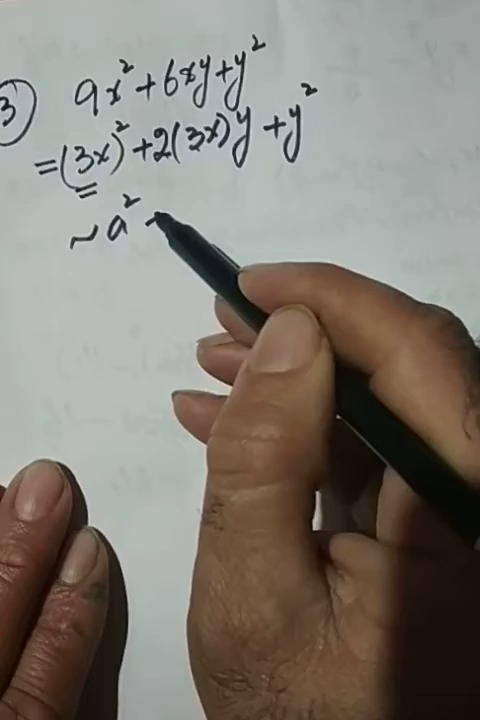 3 9x² + 6xy + y²
= (3x)² + 2(3x)y + y²
~ a² -